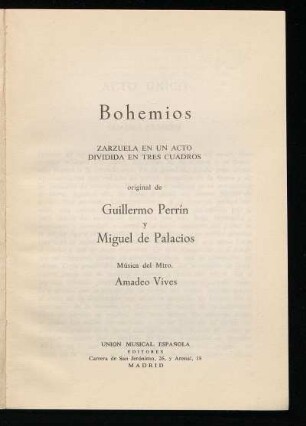 Bohemios
ZARZUELA EN UN ACTO
DIVIDIDA EN TRES CUADROS
original de
Guillermo Perrín
y
Miguel de Palacios
Música del Mtro.
Amadeo Vives
UNION MUSICAL ESPAÑOLA
EDITORES
Carrera de San Jerónimo, 26, y Arenal, 18
MADRID